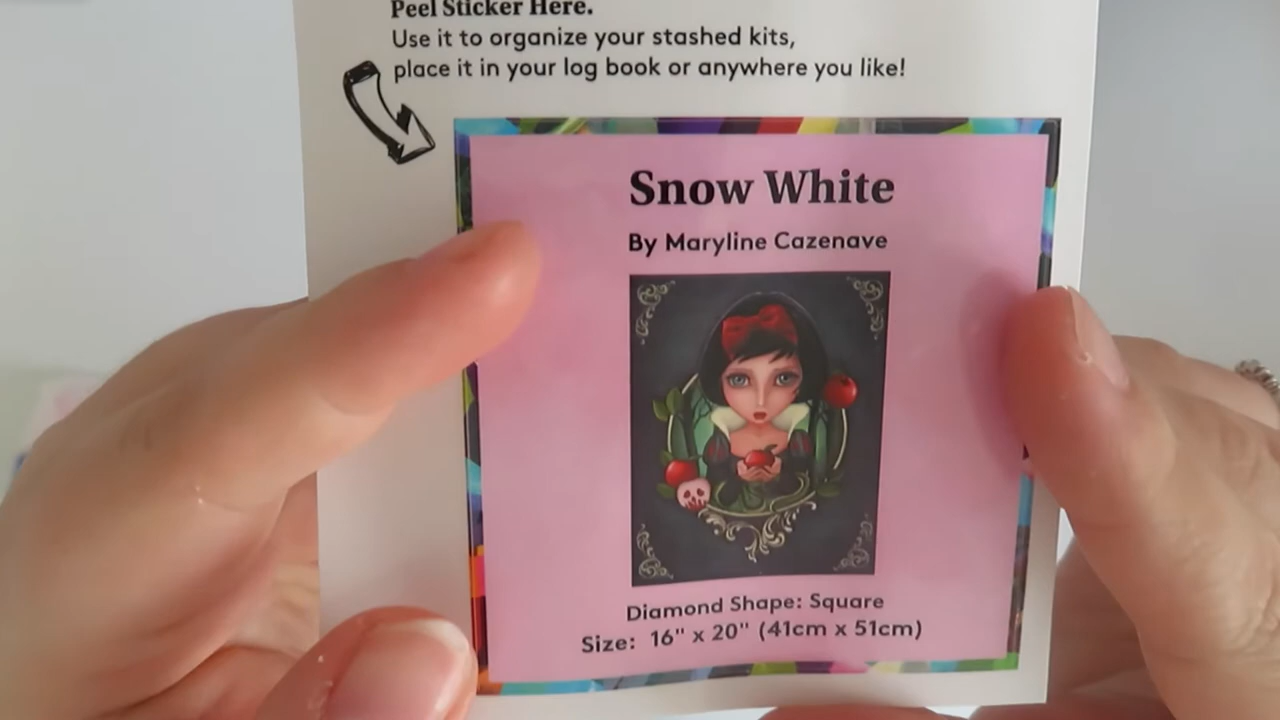 Peel Sticker Here.
Use it to organize your stashed kits,
place it in your log book or anywhere you like!
Snow White
By Maryline Cazenave
Diamond Shape: Square
Size: 16" x 20" (41cm x 51cm)